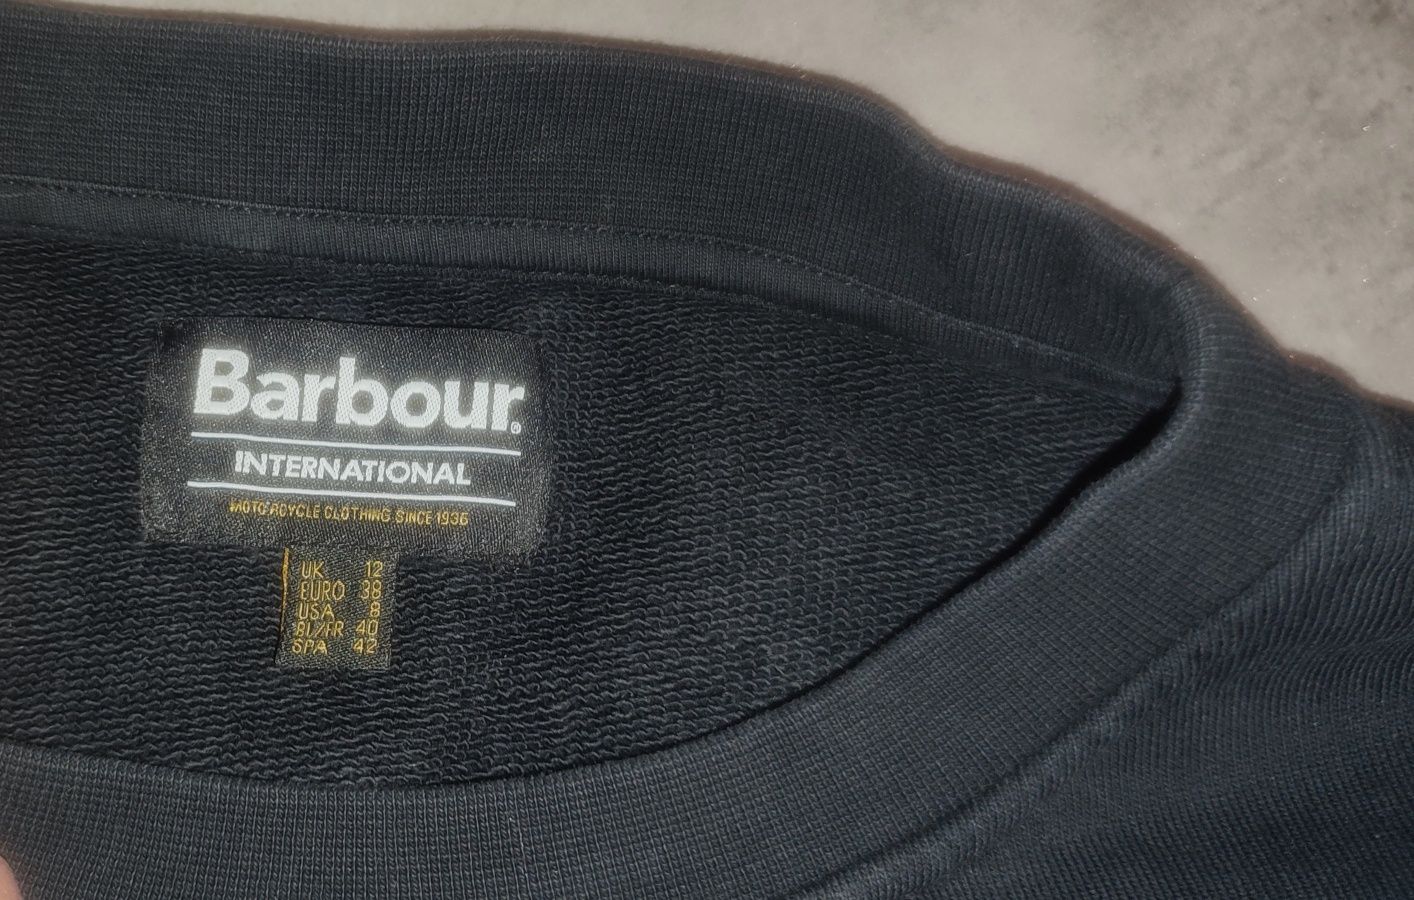 Barbour®
INTERNATIONAL
MOTORCYCLE CLOTHING SINCE 1936
UK 12
EURO 38
USA 8
BL/FR 40
SPA 42